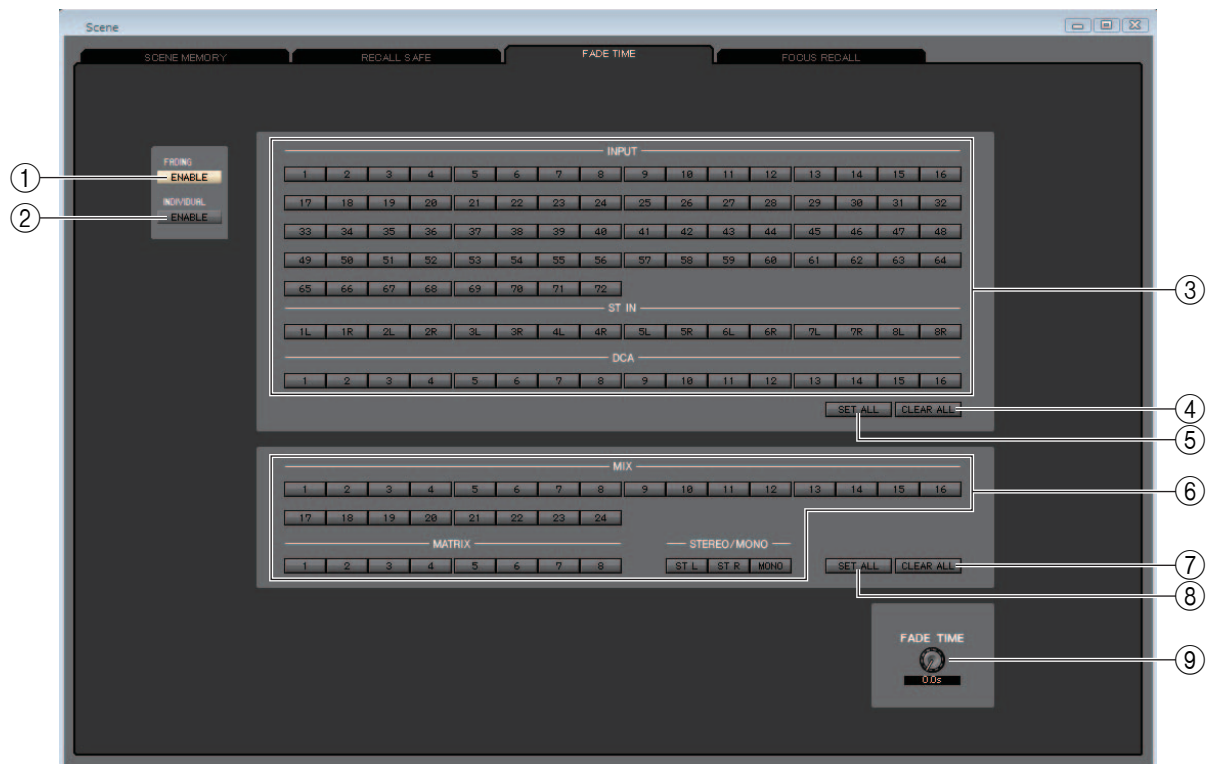 Scene
SCENE MEMORY RECALL SAFE FADE TIME FOCUS RECALL
FADING
① ENABLE
INDIVIDUAL
② ENABLE
INPUT
1 2 3 4 5 6 7 8 9 10 11 12 13 14 15 16
17 18 19 20 21 22 23 24 25 26 27 28 29 30 31 32
33 34 35 36 37 38 39 40 41 42 43 44 45 46 47 48
49 50 51 52 53 54 55 56 57 58 59 60 61 62 63 64
65 66 67 68 69 70 71 72
③
ST IN
1L 1R 2L 2R 3L 3R 4L 4R 5L 5R 6L 6R 7L 7R 8L 8R
DCA
1 2 3 4 5 6 7 8 9 10 11 12 13 14 15 16
SET ALL CLEAR ALL ④
⑤
MIX
1 2 3 4 5 6 7 8 9 10 11 12 13 14 15 16
⑥
17 18 19 20 21 22 23 24
MATRIX STEREO/MONO
1 2 3 4 5 6 7 8 ST L ST R MONO SET ALL CLEAR ALL ⑦
⑧
FADE TIME
⑨
0.0s